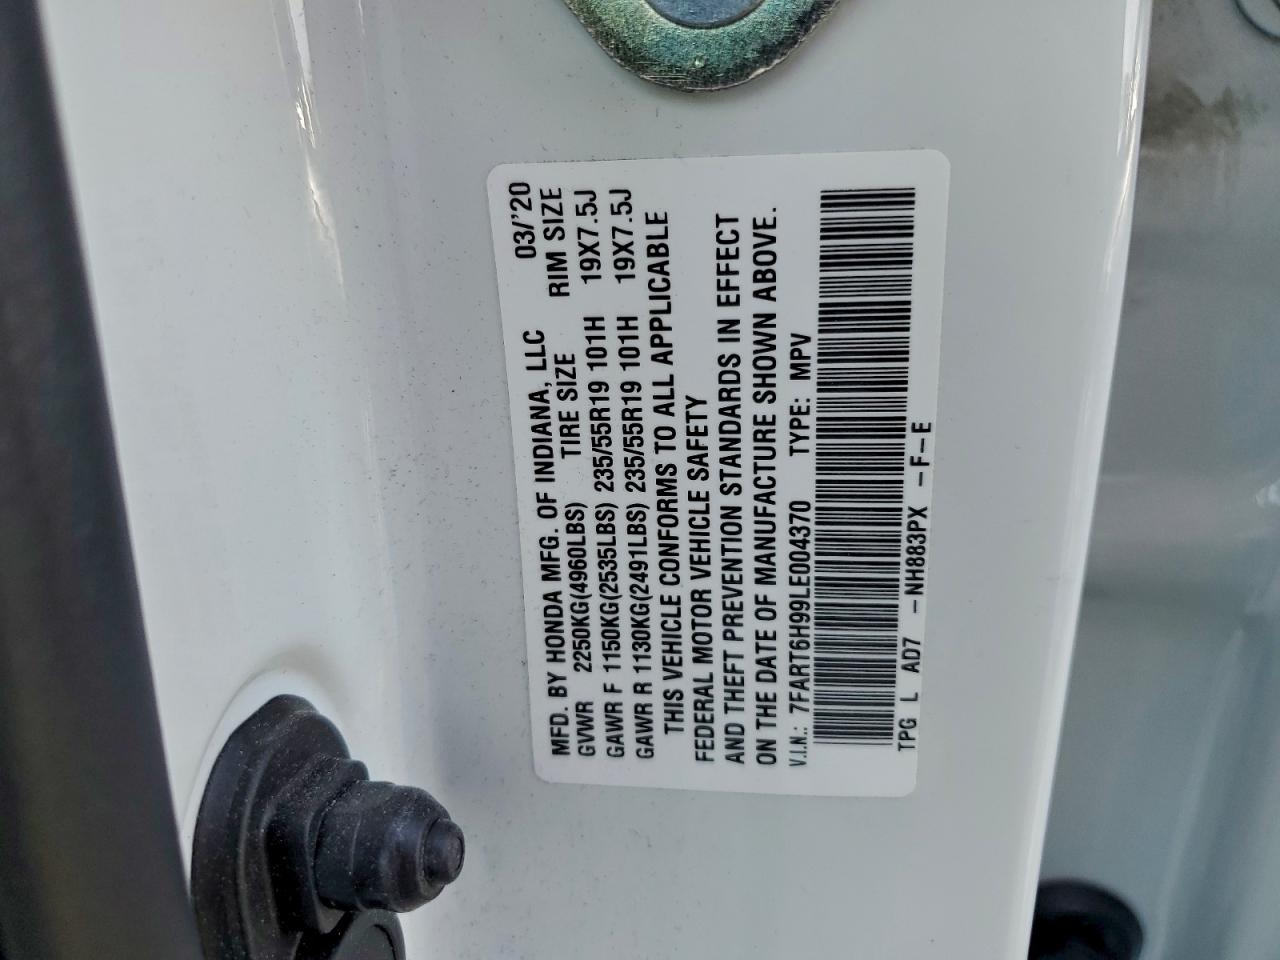 MFD. BY HONDA MFG. OF INDIANA, LLC 03/'20
GVWR 2250KG(4960LBS) TIRE SIZE RIM SIZE
GAWR F 1150KG(2535LBS) 235/55R19 101H 19X7.5J
GAWR R 1130KG(2491LBS) 235/55R19 101H 19X7.5J
THIS VEHICLE CONFORMS TO ALL APPLICABLE
FEDERAL MOTOR VEHICLE SAFETY
AND THEFT PREVENTION STANDARDS IN EFFECT
ON THE DATE OF MANUFACTURE SHOWN ABOVE.
V.I.N.: 7FART6H99LE004370 TYPE: MPV
TPG L AD7 -NH883PX -F-E